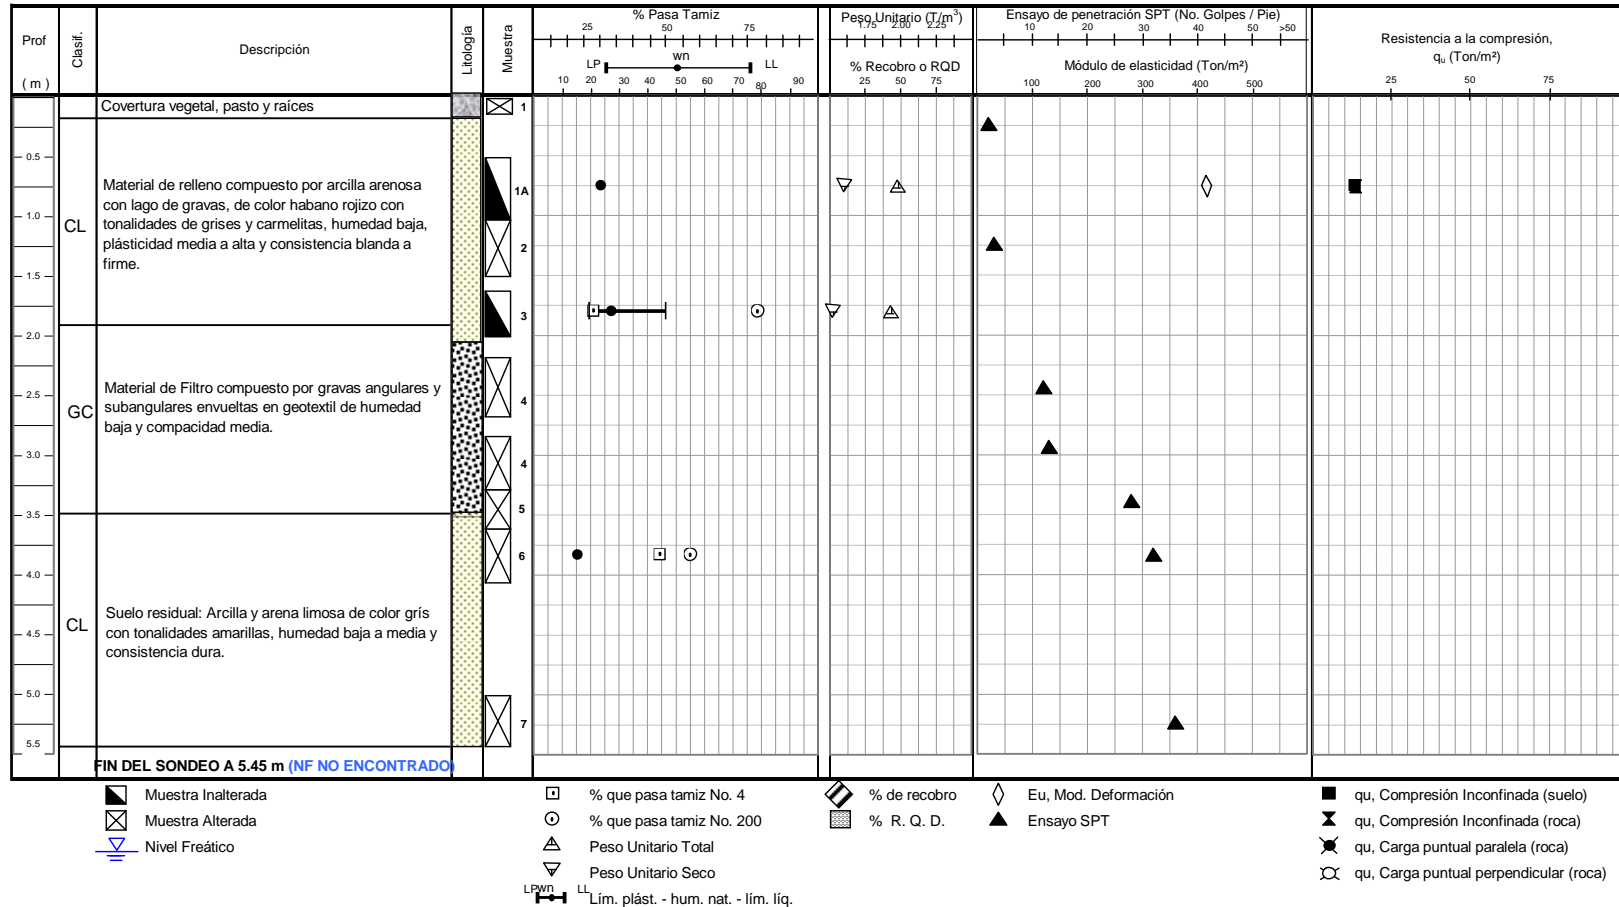 % Pasa Tamiz
25 50 75
Peso Unitario (T/m³)
1.75 2.00 2.25
Ensayo de penetración SPT (No. Golpes / Pie)
10 20 30 40 50 >50
Prof
( m )
Clasif.
Descripción
Litología
Muestra
LP wn LL
10 20 30 40 50 60 70 80 90
% Recobro o RQD
25 50 75
Módulo de elasticidad (Ton/m²)
100 200 300 400 500
Resistencia a la compresión,
qu (Ton/m²)
25 50 75
Covertura vegetal, pasto y raíces
1
0.5
CL
Material de relleno compuesto por arcilla arenosa
con lago de gravas, de color habano rojizo con
tonalidades de grises y carmelitas, humedad baja,
plásticidad media a alta y consistencia blanda a
firme.
1A
1.0
2
1.5
3
2.0
GC
Material de Filtro compuesto por gravas angulares y
subangulares envueltas en geotextil de humedad
baja y compacidad media.
2.5
4
3.0
4
5
3.5
6
4.0
CL
Suelo residual: Arcilla y arena limosa de color grís
con tonalidades amarillas, humedad baja a media y
consistencia dura.
4.5
5.0
7
5.5
FIN DEL SONDEO A 5.45 m (NF NO ENCONTRADO)
Muestra Inalterada
Muestra Alterada
Nivel Freático
% que pasa tamiz No. 4
% que pasa tamiz No. 200
Peso Unitario Total
Peso Unitario Seco
LP wn LL
Lím. plást. - hum. nat. - lím. líq.
% de recobro
% R. Q. D.
Eu, Mod. Deformación
Ensayo SPT
qu, Compresión Inconfinada (suelo)
qu, Compresión Inconfinada (roca)
qu, Carga puntual paralela (roca)
qu, Carga puntual perpendicular (roca)